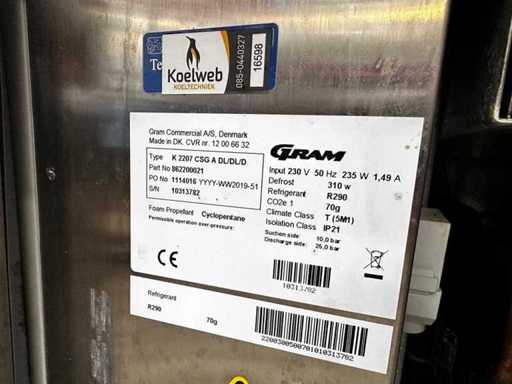 Te
Koelweb
KOELTECHNIEK
085-0440327
16598
Gram Commercial A/S, Denmark
Made in DK. CVR nr. 12 00 66 32
Type K 2207 CSG A DL/DL/D
Part No 862200021
PO No 1114016 YYYY-WW2019-51
S/N 10313782
Foam Propellant Cyclopentane
Permissible operation over-pressure:
GRAM
Input 230 V 50 Hz 235 W 1,49 A
Defrost 310 w
Refrigerant R290
CO2e 1 70g
Climate Class T (5M1)
Isolation Class IP21
Suction side: 10,0 bar
Discharge side: 25,0 bar
CE
10313782
Refrigerant
R290 70g
2200300500701010313782